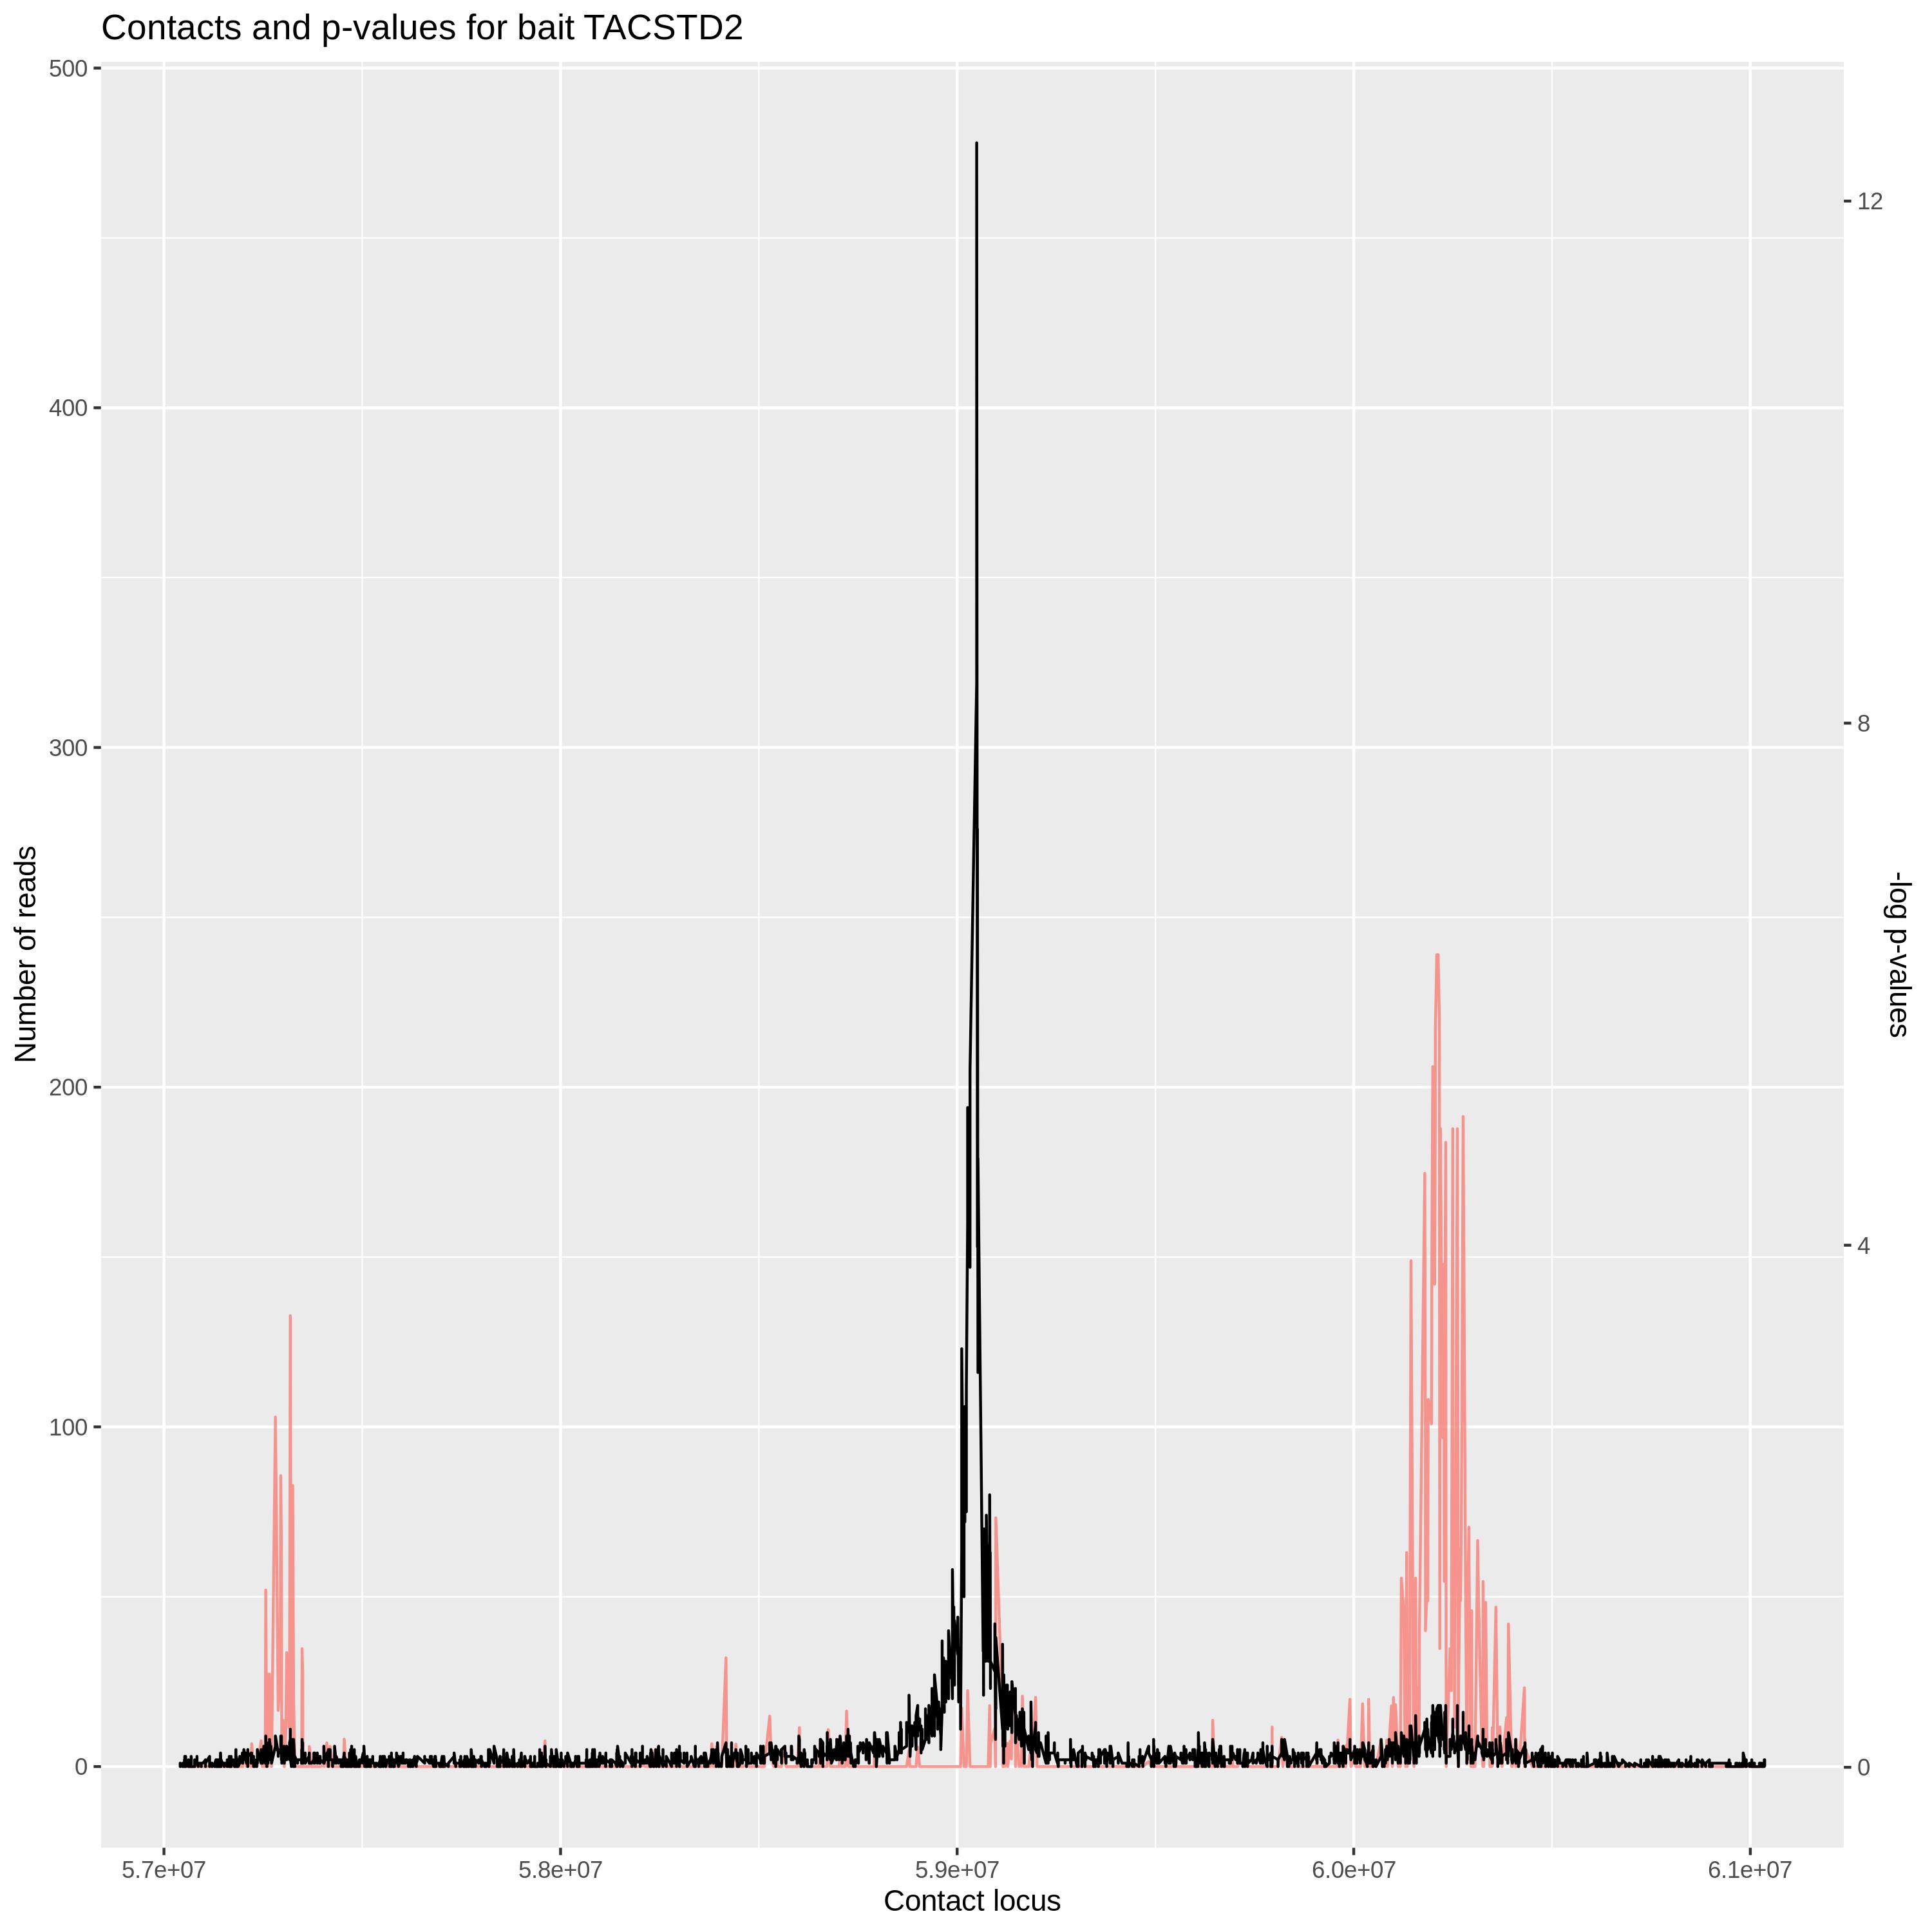 Contacts and p-values for bait TACSTD2
500
400
300
200
100
0
Number of reads
12
8
4
0
-log p-values
5.7e+07 5.8e+07 5.9e+07 6.0e+07 6.1e+07
Contact locus